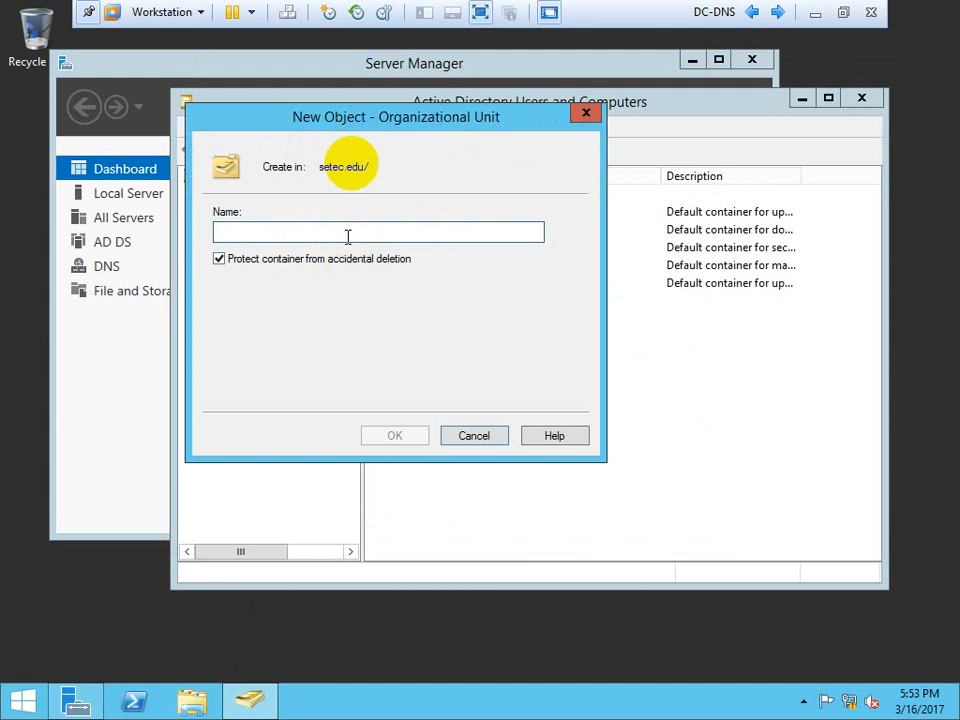 Workstation
DC-DNS
Recycle
Server Manager
Active Directory Users and Computers
New Object - Organizational Unit
Create in: setec.edu/
Description
Dashboard
Local Server
All Servers
AD DS
DNS
File and Stora
Name:
Protect container from accidental deletion
Default container for up...
Default container for do...
Default container for sec...
Default container for ma...
Default container for up...
OK
Cancel
Help
5:53 PM
3/16/2017